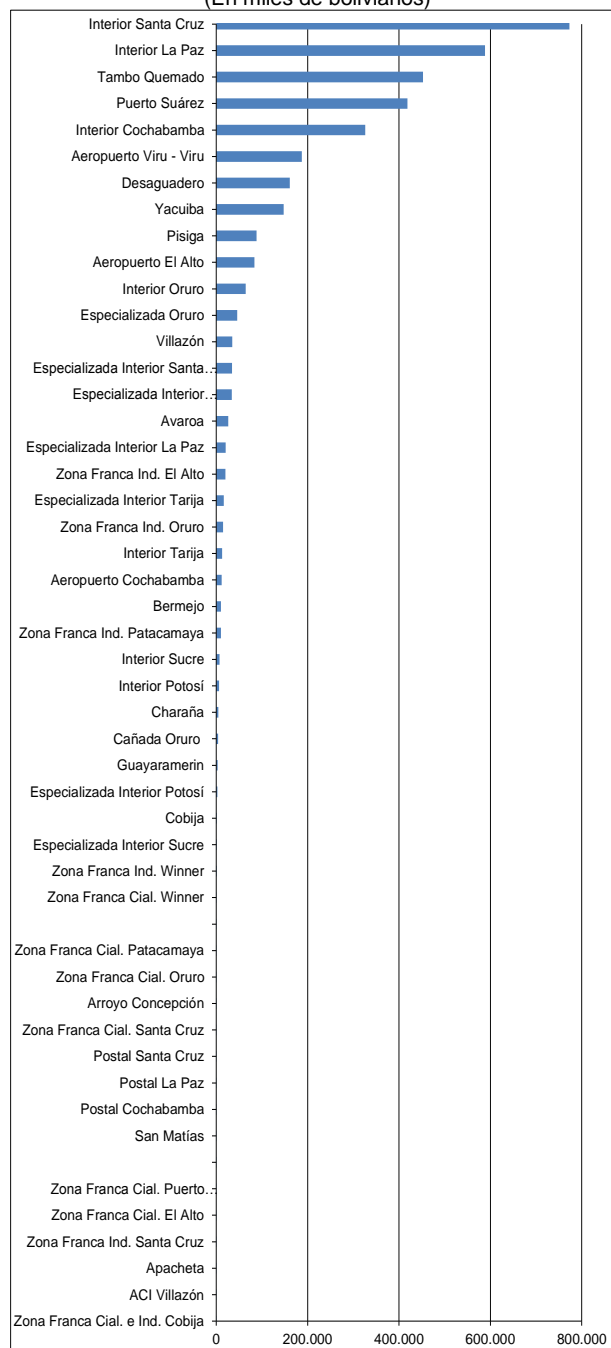 (En miles de bolivianos)
Interior Santa Cruz
Interior La Paz
Tambo Quemado
Puerto Suárez
Interior Cochabamba
Aeropuerto Viru - Viru
Desaguadero
Yacuiba
Pisiga
Aeropuerto El Alto
Interior Oruro
Especializada Oruro
Villazón
Especializada Interior Santa…
Especializada Interior…
Avaroa
Especializada Interior La Paz
Zona Franca Ind. El Alto
Especializada Interior Tarija
Zona Franca Ind. Oruro
Interior Tarija
Aeropuerto Cochabamba
Bermejo
Zona Franca Ind. Patacamaya
Interior Sucre
Interior Potosí
Charaña
Cañada Oruro
Guayaramerin
Especializada Interior Potosí
Cobija
Especializada Interior Sucre
Zona Franca Ind. Winner
Zona Franca Cial. Winner
Zona Franca Cial. Patacamaya
Zona Franca Cial. Oruro
Arroyo Concepción
Zona Franca Cial. Santa Cruz
Postal Santa Cruz
Postal La Paz
Postal Cochabamba
San Matías
Zona Franca Cial. Puerto…
Zona Franca Cial. El Alto
Zona Franca Ind. Santa Cruz
Apacheta
ACI Villazón
Zona Franca Cial. e Ind. Cobija
0 200.000 400.000 600.000 800.000